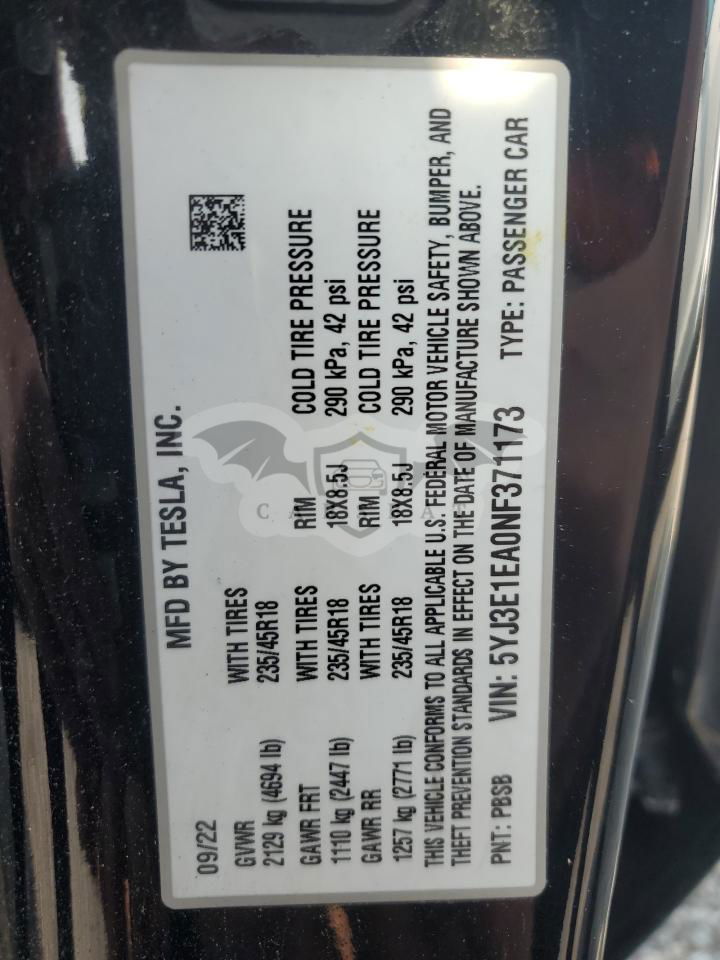 MFD BY TESLA, INC.
09/22
GVWR WITH TIRES
2129 kg (4694 lb) 235/45R18
GAWR FRT WITH TIRES RIM COLD TIRE PRESSURE
1110 kg (2447 lb) 235/45R18 18X8.5J 290 kPa, 42 psi
GAWR RR WITH TIRES RIM COLD TIRE PRESSURE
1257 kg (2771 lb) 235/45R18 18X8.5J 290 kPa, 42 psi
THIS VEHICLE CONFORMS TO ALL APPLICABLE U.S. FEDERAL MOTOR VEHICLE SAFETY, BUMPER, AND
THEFT PREVENTION STANDARDS IN EFFECT ON THE DATE OF MANUFACTURE SHOWN ABOVE.
PNT: PBSB VIN: 5YJ3E1EA0NF371173 TYPE: PASSENGER CAR